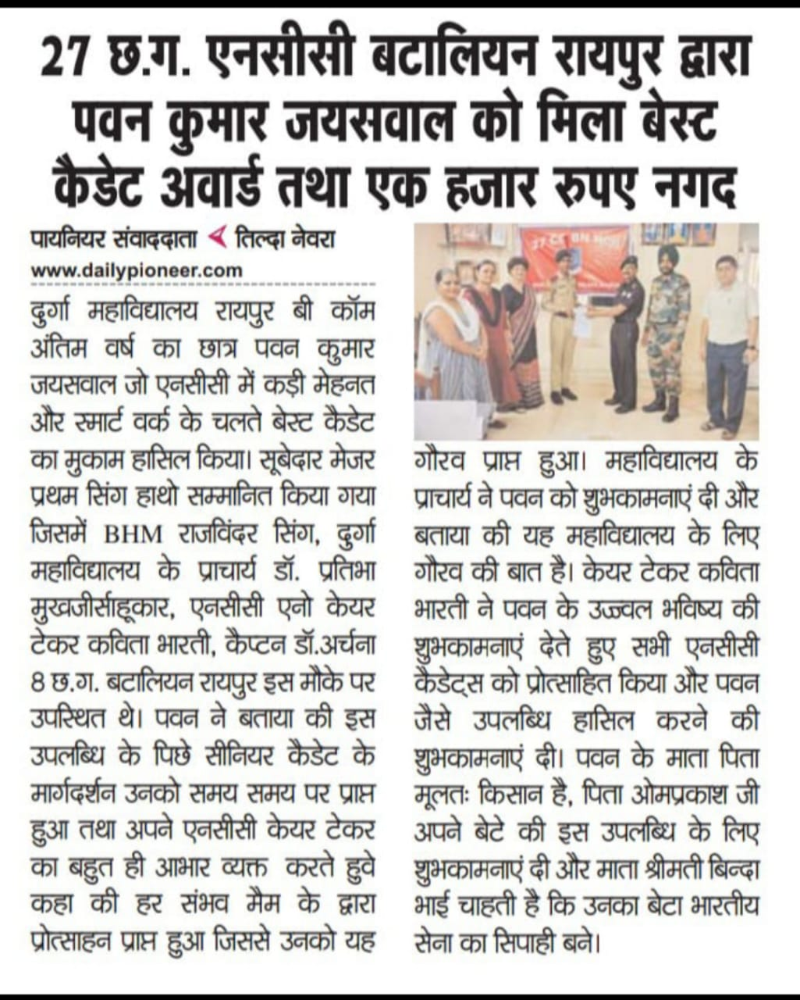 27 छ.ग. एनसीसी बटालियन रायपुर द्वारा
पवन कुमार जयसवाल को मिला बेस्ट
कैडेट अवार्ड तथा एक हजार रुपए नगद
पायनियर संवाददाता तिल्दा नेवरा
www.dailypioneer.com
दुर्गा महाविद्यालय रायपुर बी कॉम
अंतिम वर्ष का छात्र पवन कुमार
जयसवाल जो एनसीसी में कड़ी मेहनत
और स्मार्ट वर्क के चलते बेस्ट कैडेट
का मुकाम हासिल किया। सूबेदार मेजर
प्रथम सिंग हाथो सम्मानित किया गया
जिसमें BHM राजविंदर सिंग, दुर्गा
महाविद्यालय के प्राचार्य डॉ. प्रतिभा
मुखजीर्साहूकार, एनसीसी एनो केयर
टेकर कविता भारती, कैप्टन डॉ.अर्चना
8 छ.ग. बटालियन रायपुर इस मौके पर
उपस्थित थे। पवन ने बताया की इस
उपलब्धि के पिछे सीनियर कैडेट के
मार्गदर्शन उनको समय समय पर प्राप्त
हुआ तथा अपने एनसीसी केयर टेकर
का बहुत ही आभार व्यक्त करते हुवे
कहा की हर संभव मैम के द्वारा
प्रोत्साहन प्राप्त हुआ जिससे उनको यह
27 CG BN NCC
गौरव प्राप्त हुआ। महाविद्यालय के
प्राचार्य ने पवन को शुभकामनाएं दी और
बताया की यह महाविद्यालय के लिए
गौरव की बात है। केयर टेकर कविता
भारती ने पवन के उज्ज्वल भविष्य की
शुभकामनाएं देते हुए सभी एनसीसी
कैडेट्स को प्रोत्साहित किया और पवन
जैसे उपलब्धि हासिल करने की
शुभकामनाएं दी। पवन के माता पिता
मूलतः किसान है, पिता ओमप्रकाश जी
अपने बेटे की इस उपलब्धि के लिए
शुभकामनाएं दी और माता श्रीमती बिन्दा
भाई चाहती है कि उनका बेटा भारतीय
सेना का सिपाही बने।